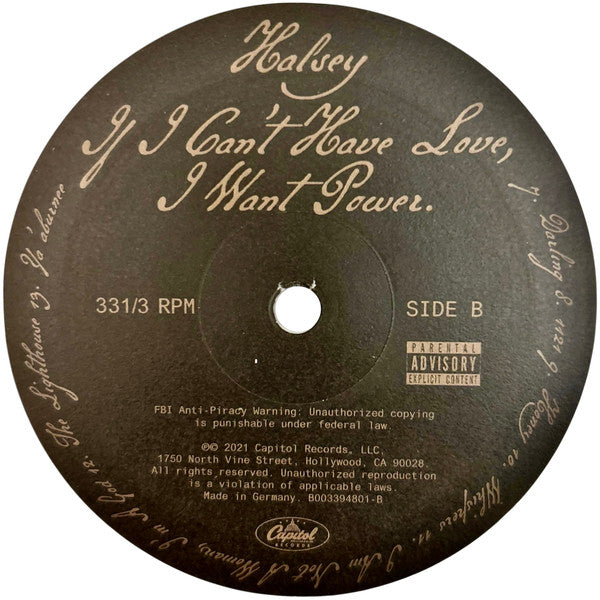 Halsey
If I Can't Have Love,
I Want Power.
7. Darling 8. 1121 9. Honey 10. Whispers 11. I Am Not A Woman, I'm A God 12. The Lighthouse 13. Ya'aburnee
331/3 RPM
SIDE B
PARENTAL
ADVISORY
EXPLICIT CONTENT
FBI Anti-Piracy Warning: Unauthorized copying
is punishable under federal law.
℗© 2021 Capitol Records, LLC,
1750 North Vine Street, Hollywood, CA 90028.
All rights reserved. Unauthorized reproduction
is a violation of applicable laws.
Made in Germany. B003394801-B
Capitol
RECORDS